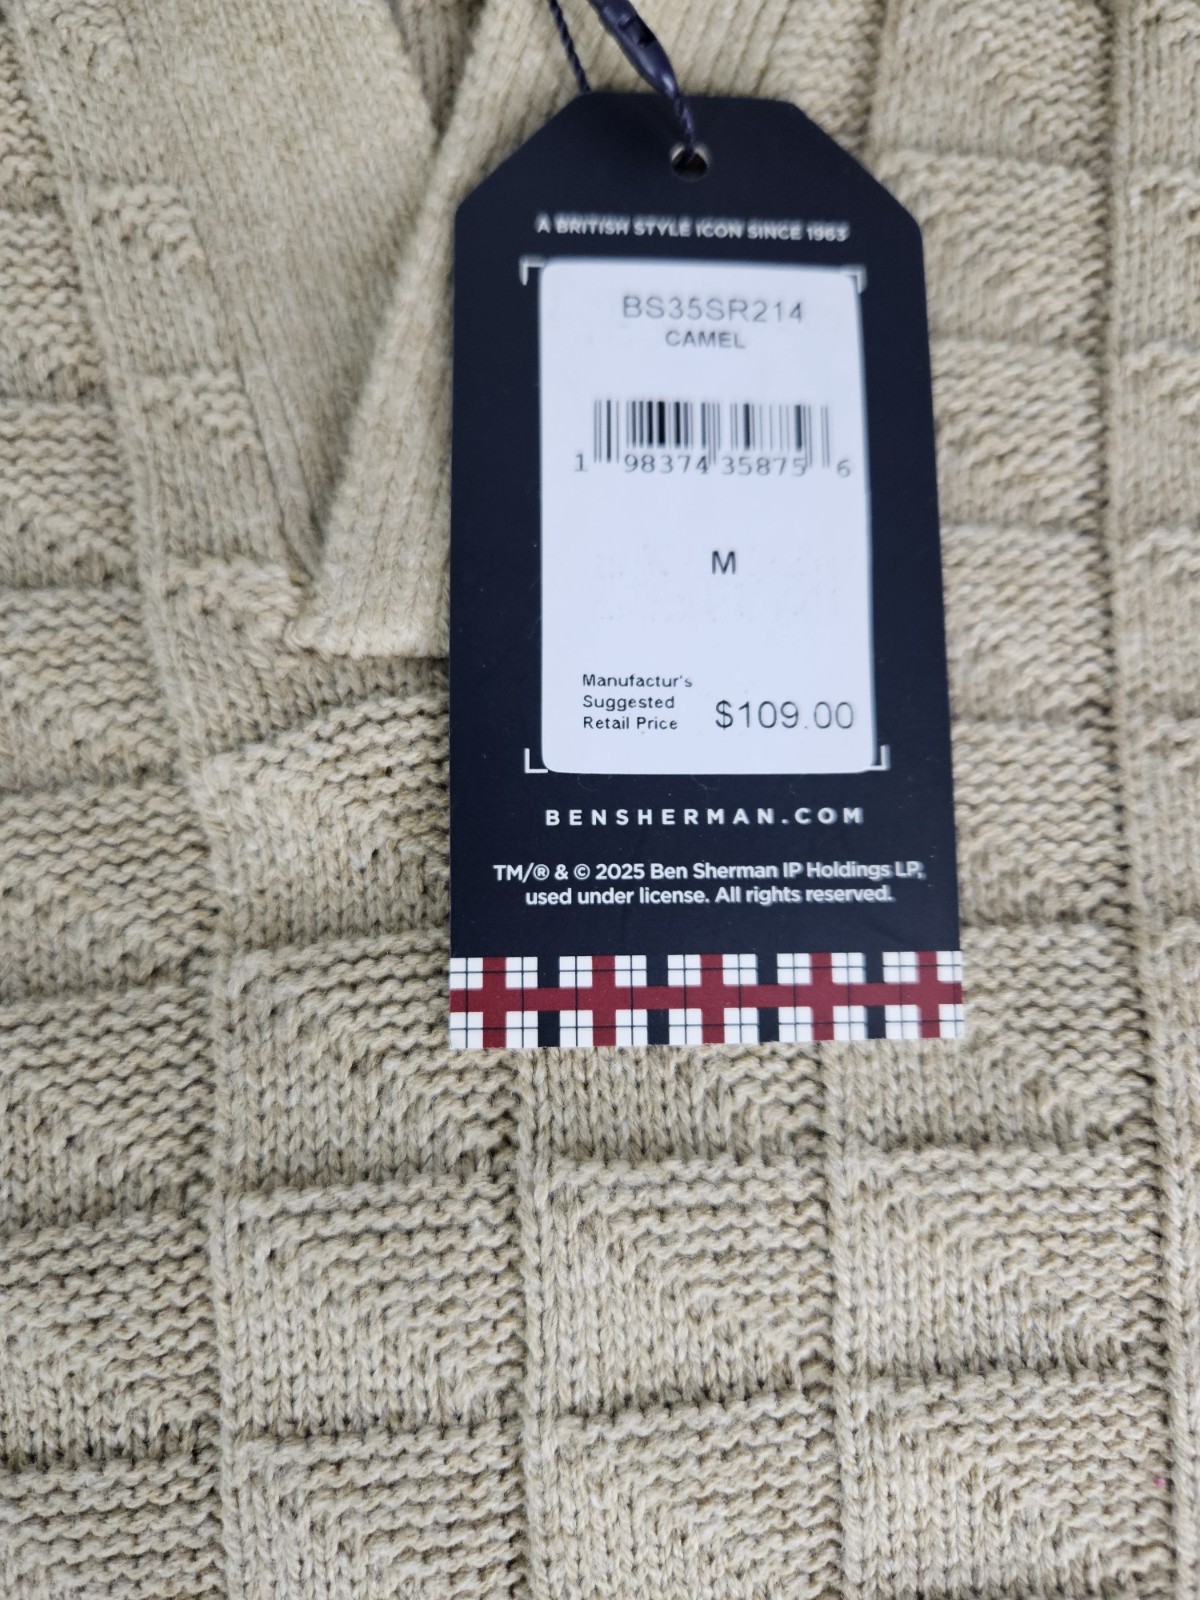 A BRITISH STYLE ICON SINCE 1963
BS35SR214
CAMEL
1 98374 35875 6
M
Manufactur's
Suggested
Retail Price $109.00
BENSHERMAN.COM
TM/® & © 2025 Ben Sherman IP Holdings LP,
used under license. All rights reserved.